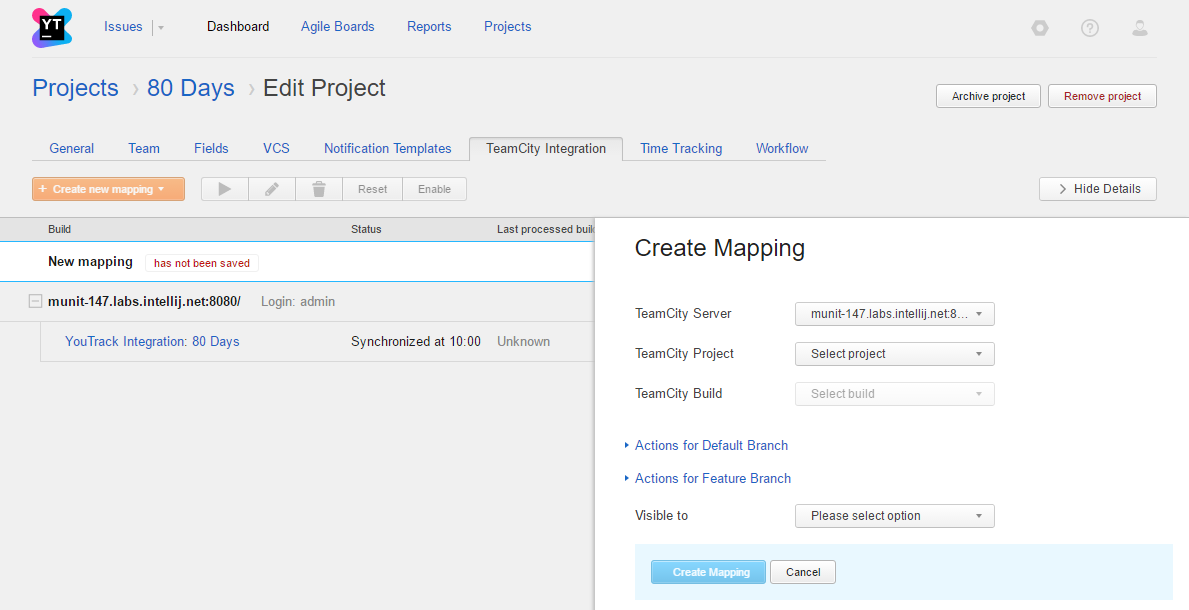 YT
Issues Dashboard Agile Boards Reports Projects
Projects › 80 Days › Edit Project
Archive project Remove project
General Team Fields VCS Notification Templates TeamCity Integration Time Tracking Workflow
+ Create new mapping Reset Enable Hide Details
Build Status Last processed buil
Create Mapping
New mapping has not been saved
munit-147.labs.intellij.net:8080/ Login: admin
YouTrack Integration: 80 Days Synchronized at 10:00 Unknown
TeamCity Server munit-147.labs.intellij.net:8...
TeamCity Project Select project
TeamCity Build Select build
Actions for Default Branch
Actions for Feature Branch
Visible to Please select option
Create Mapping Cancel